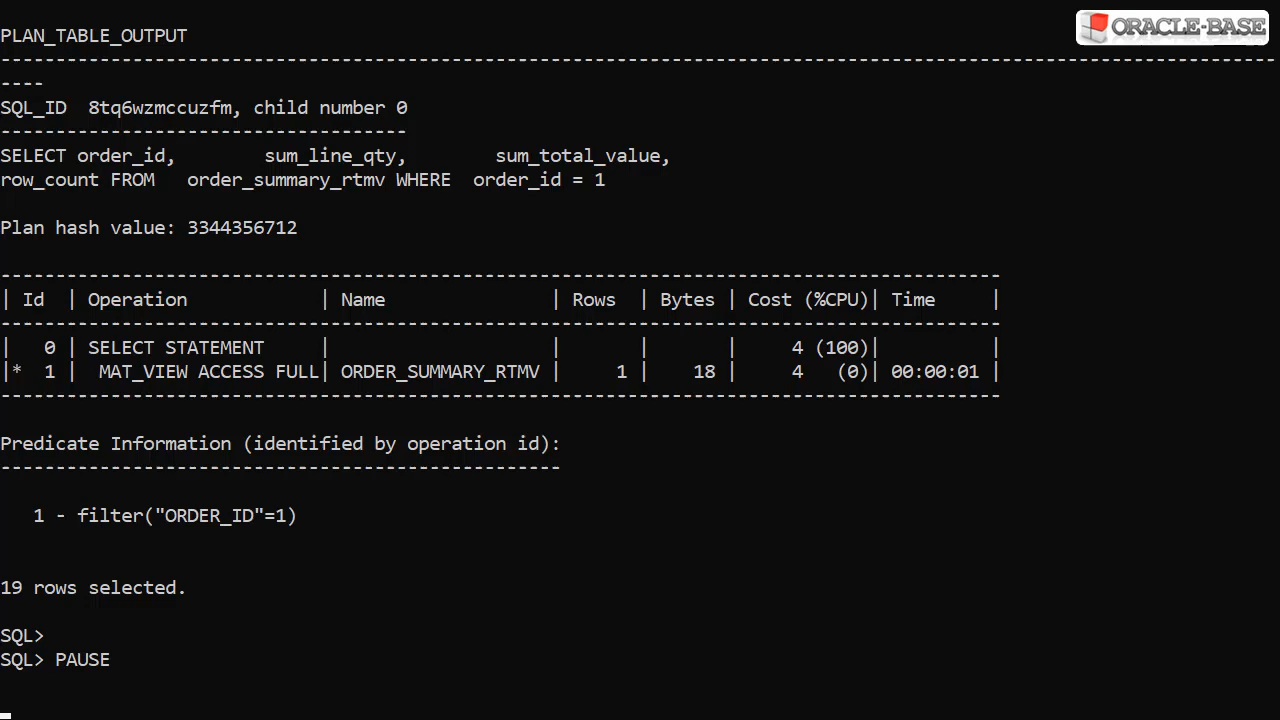 ORACLE-BASE
PLAN_TABLE_OUTPUT
--------------------------------------------------------------------------------------------------------------------
----
SQL_ID  8tq6wzmccuzfm, child number 0
-------------------------------------
SELECT order_id,        sum_line_qty,        sum_total_value,
row_count FROM   order_summary_rtmv WHERE  order_id = 1

Plan hash value: 3344356712

-------------------------------------------------------------------------------------------
| Id  | Operation            | Name               | Rows  | Bytes | Cost (%CPU)| Time     |
-------------------------------------------------------------------------------------------
|   0 | SELECT STATEMENT     |                    |       |       |     4 (100)|          |
|*  1 |  MAT_VIEW ACCESS FULL| ORDER_SUMMARY_RTMV |     1 |    18 |     4   (0)| 00:00:01 |
-------------------------------------------------------------------------------------------

Predicate Information (identified by operation id):
---------------------------------------------------

   1 - filter("ORDER_ID"=1)


19 rows selected.

SQL>
SQL> PAUSE